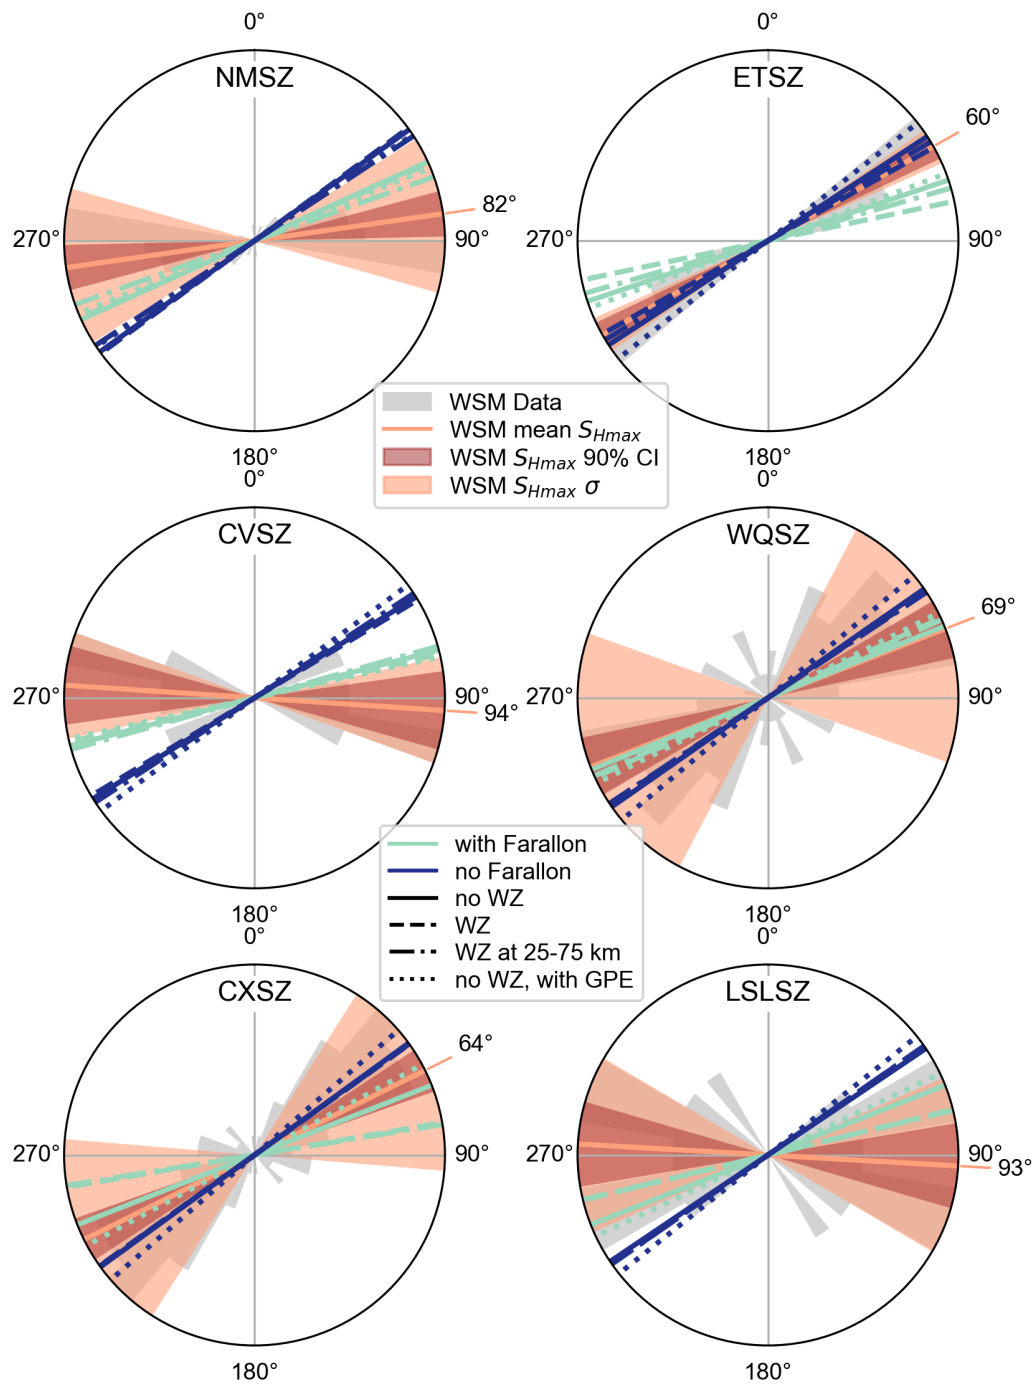 0°
0°
NMSZ
ETSZ
60°
82°
270°
90°
270°
90°
WSM Data
WSM mean S_Hmax
WSM S_Hmax 90% CI
WSM S_Hmax σ
180°
180°
0°
0°
CVSZ
WQSZ
69°
270°
90°
94°
270°
90°
with Farallon
no Farallon
no WZ
WZ
WZ at 25-75 km
no WZ, with GPE
180°
180°
0°
0°
CXSZ
LSLSZ
64°
270°
90°
270°
90°
93°
180°
180°